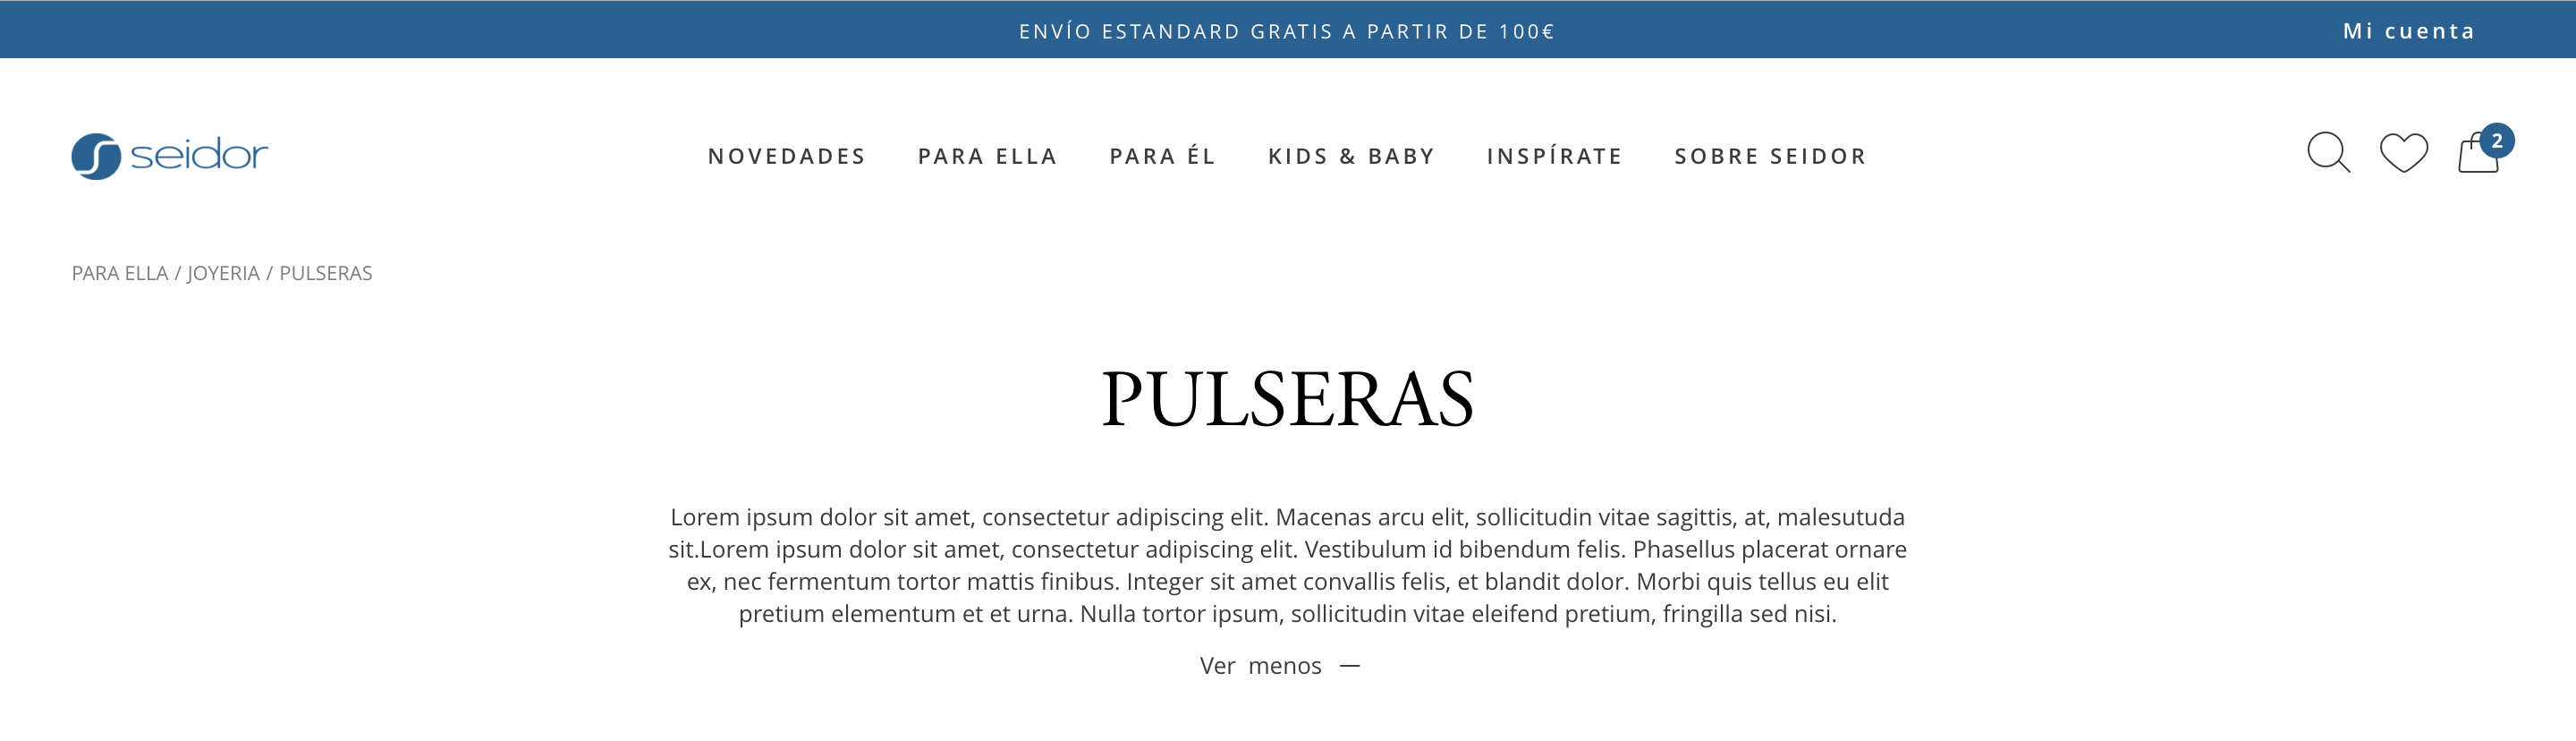 ENVÍO ESTANDARD GRATIS A PARTIR DE 100€
Mi cuenta
seidor
NOVEDADES PARA ELLA PARA ÉL KIDS & BABY INSPÍRATE SOBRE SEIDOR
2
PARA ELLA / JOYERIA / PULSERAS
PULSERAS
Lorem ipsum dolor sit amet, consectetur adipiscing elit. Macenas arcu elit, sollicitudin vitae sagittis, at, malesutuda
sit.Lorem ipsum dolor sit amet, consectetur adipiscing elit. Vestibulum id bibendum felis. Phasellus placerat ornare
ex, nec fermentum tortor mattis finibus. Integer sit amet convallis felis, et blandit dolor. Morbi quis tellus eu elit
pretium elementum et et urna. Nulla tortor ipsum, sollicitudin vitae eleifend pretium, fringilla sed nisi.
Ver menos —